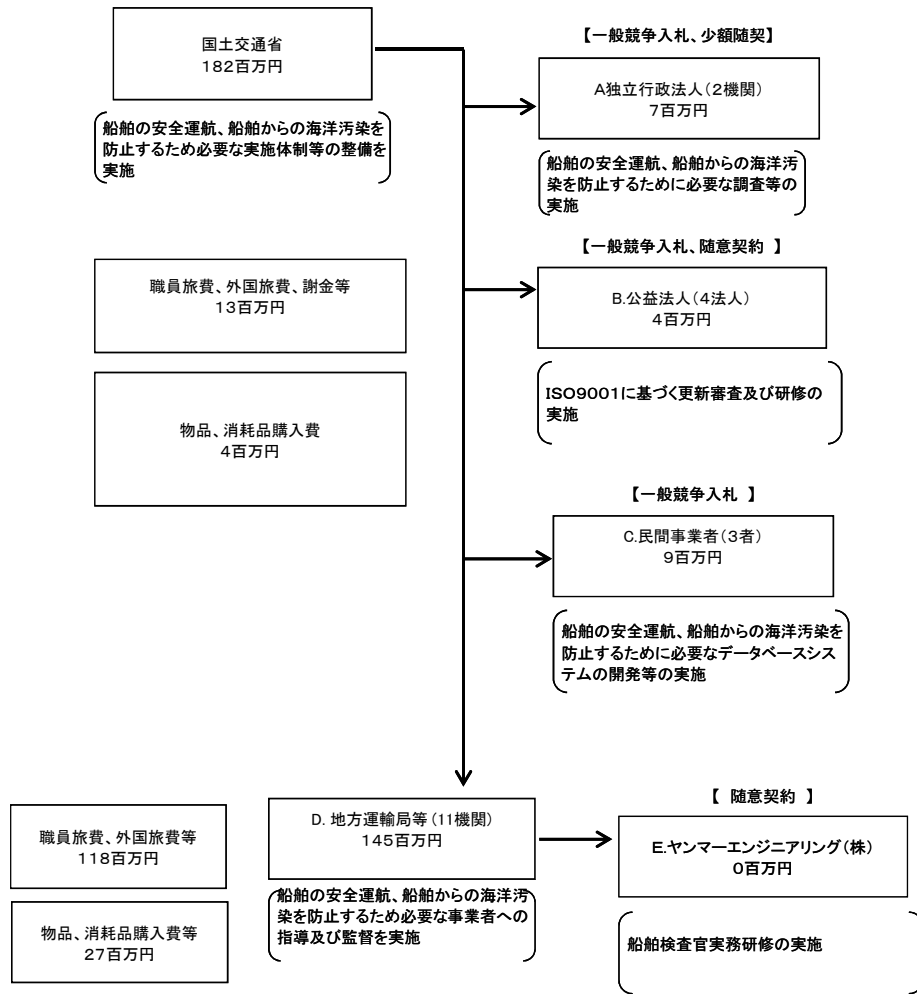 国土交通省
182百万円
船舶の安全運航、船舶からの海洋汚染を
防止するため必要な実施体制等の整備を
実施
【一般競争入札、少額随契】
A独立行政法人(2機関)
7百万円
船舶の安全運航、船舶からの海洋汚
染を防止するために必要な調査等の
実施
職員旅費、外国旅費、謝金等
13百万円
【一般競争入札、随意契約 】
B.公益法人(4法人)
4百万円
ISO9001に基づく更新審査及び研修の
実施
物品、消耗品購入費
4百万円
【一般競争入札 】
C.民間事業者(3者)
9百万円
船舶の安全運航、船舶からの海洋汚染を
防止するために必要なデータベースシス
テムの開発等の実施
職員旅費、外国旅費等
118百万円
物品、消耗品購入費等
27百万円
D. 地方運輸局等(11機関)
145百万円
船舶の安全運航、船舶からの海洋汚
染を防止するため必要な事業者への
指導及び監督を実施
【 随意契約 】
E.ヤンマーエンジニアリング(株)
0百万円
船舶検査官実務研修の実施